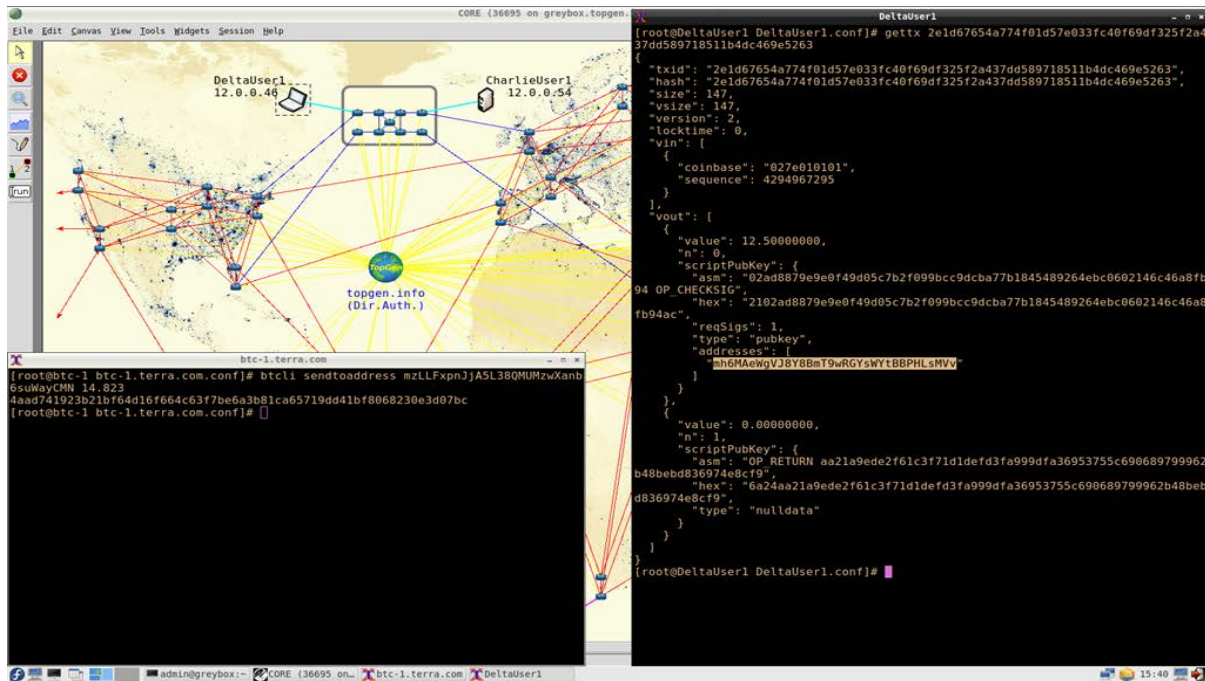 CORE (36695 on greybox.topgen.
File Edit Canvas View Tools Widgets Session Help
DeltaUser1
12.0.0.46
CharlieUser1
12.0.0.54
1 2
run
TopGen
topgen.info
(Dir.Auth.)
btc-1.terra.com
[root@btc-1 btc-1.terra.com.conf]# btcli sendtoaddress mzLLFxpnJjA5L38QMUMzwXanb
6suWayCMN 14.823
4aad741923b21bf64d16f664c63f7be6a3b81ca65719dd41bf8068230e3d07bc
[root@btc-1 btc-1.terra.com.conf]#
DeltaUser1
[root@DeltaUser1 DeltaUser1.conf]# gettx 2e1d67654a774f01d57e033fc40f69df325f2a4
37dd589718511b4dc469e5263
{
"txid": "2e1d67654a774f01d57e033fc40f69df325f2a437dd589718511b4dc469e5263",
"hash": "2e1d67654a774f01d57e033fc40f69df325f2a437dd589718511b4dc469e5263",
"size": 147,
"vsize": 147,
"version": 2,
"locktime": 0,
"vin": [
{
"coinbase": "027e010101",
"sequence": 4294967295
}
],
"vout": [
{
"value": 12.50000000,
"n": 0,
"scriptPubKey": {
"asm": "02ad8879e9e0f49d05c7b2f099bcc9dcba77b1845489264ebc0602146c46a8fb
94 OP_CHECKSIG",
"hex": "2102ad8879e9e0f49d05c7b2f099bcc9dcba77b1845489264ebc0602146c46a8
fb94ac",
"reqSigs": 1,
"type": "pubkey",
"addresses": [
"mh6MAeWgVJ8Y8BmT9wRGYsWYtBBPHLsMVv"
]
}
},
{
"value": 0.00000000,
"n": 1,
"scriptPubKey": {
"asm": "OP_RETURN aa21a9ede2f61c3f71d1defd3fa999dfa36953755c690689799962
b48bebd836974e8cf9",
"hex": "6a24aa21a9ede2f61c3f71d1defd3fa999dfa36953755c690689799962b48beb
d836974e8cf9",
"type": "nulldata"
}
}
]
}
[root@DeltaUser1 DeltaUser1.conf]#
admin@greybox:~
CORE (36695 on…
btc-1.terra.com
DeltaUser1
15:40